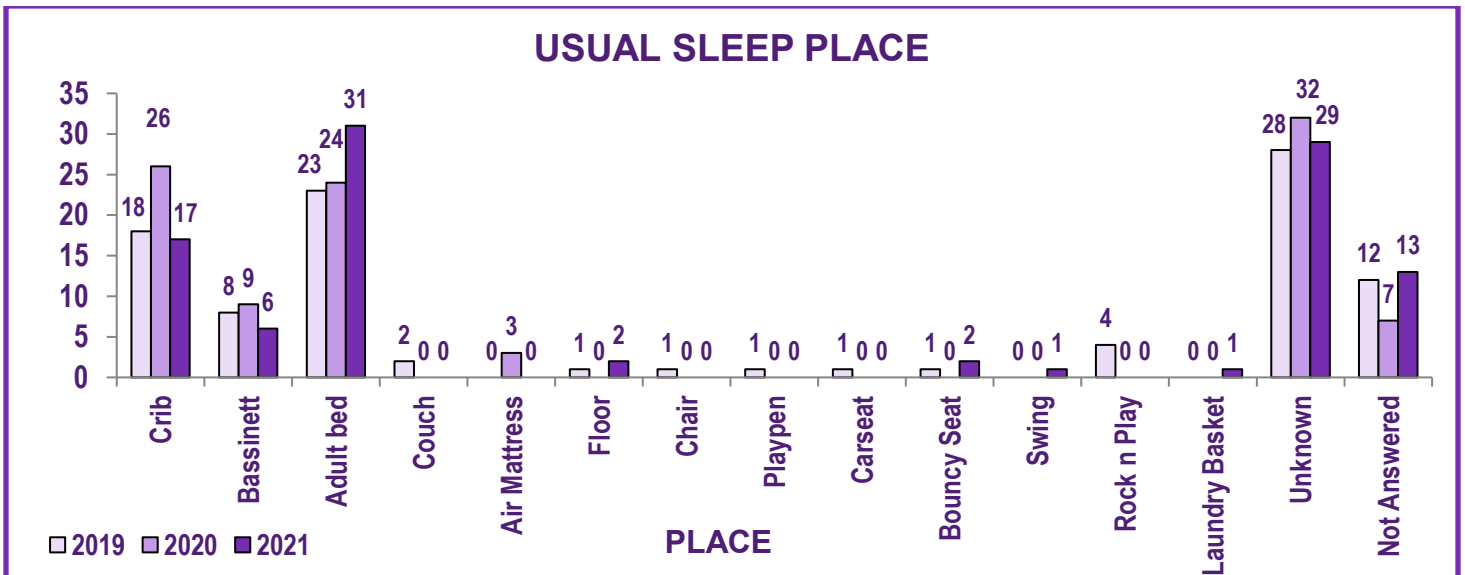 USUAL SLEEP PLACE
35
30
25
20
15
10
5
0
18 26 17
8 9 6
23 24 31
2 0 0
0 3 0
1 0 2
1 0 0
1 0 0
1 0 0
1 0 2
0 0 1
4 0 0
0 0 1
28 32 29
12 7 13
Crib
Bassinett
Adult bed
Couch
Air Mattress
Floor
Chair
Playpen
Carseat
Bouncy Seat
Swing
Rock n Play
Laundry Basket
Unknown
Not Answered
PLACE
2019 2020 2021